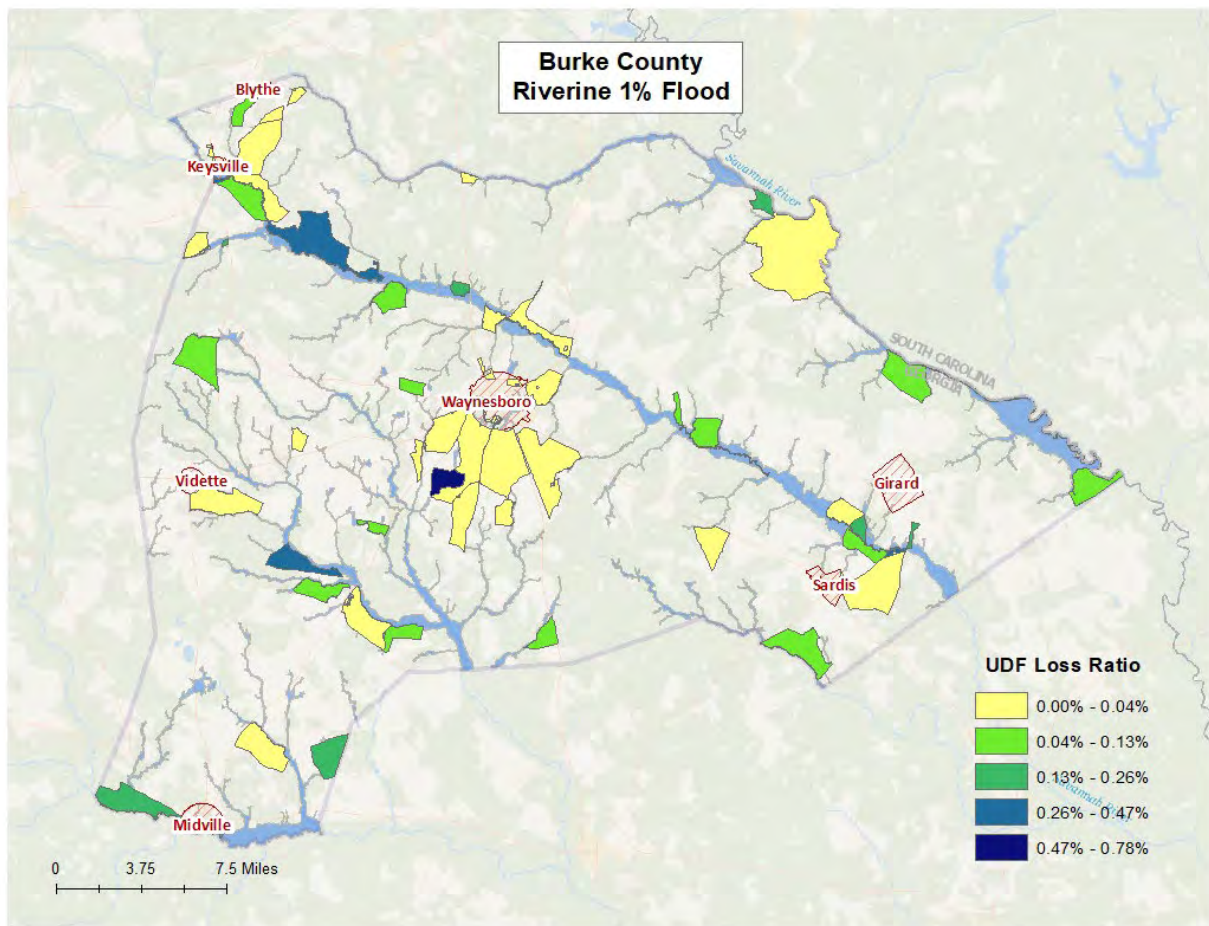 Burke County
Riverine 1% Flood
Blythe
Keysville
Savannah River
Waynesboro
SOUTH CAROLINA
GEORGIA
Vidette
Girard
Sardis
UDF Loss Ratio
0.00% - 0.04%
0.04% - 0.13%
0.13% - 0.26%
0.26% - 0.47%
0.47% - 0.78%
Savannah River
Midville
0 3.75 7.5 Miles